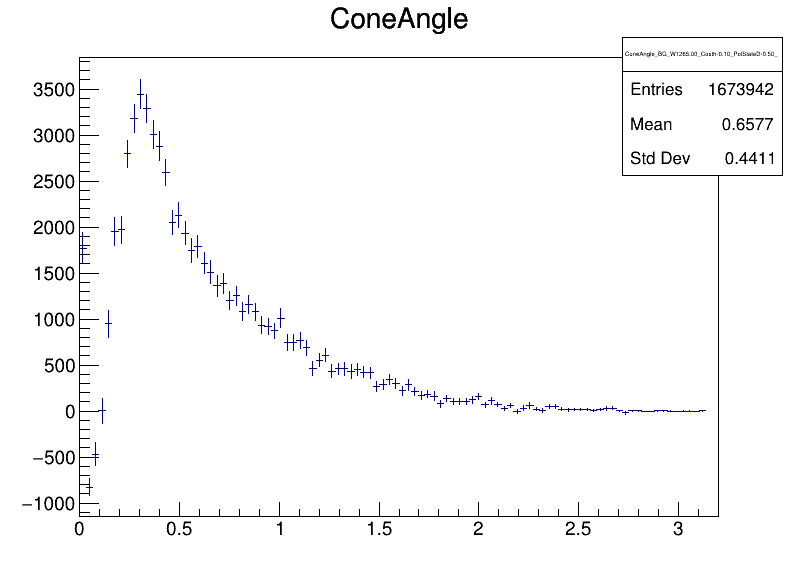 ConeAngle
ConeAngle_BG_W1265.00_Costh-0.10_PolStateD-0.50_
Entries 1673942
Mean 0.6577
Std Dev 0.4411
3500
3000
2500
2000
1500
1000
500
0
−500
−1000
0 0.5 1 1.5 2 2.5 3